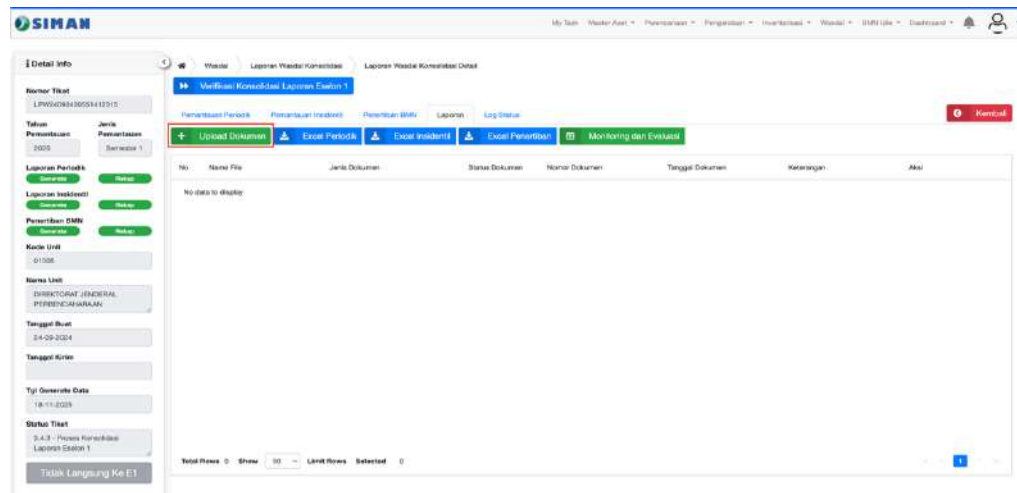 SIMAN
My Task Master Aset Perencanaan Pengelolaan Inventarisasi Wasdal BMN Idle Dashboard
Detail Info
Wasdal Laporan Wasdal Konsolidasi Laporan Wasdal Konsolidasi Detail
Verifikasi Konsolidasi Laporan Eselon 1
Nomor Tiket
Pemantauan Periodik Pemantauan Insidentil Penertiban BMN Laporan Log Status
Kembali
Tahun Pemantauan
Jenis Pemantauan
Semester 1
+ Upload Dokumen Excel Periodik Excel Insidentil Excel Penertiban Monitoring dan Evaluasi
Laporan Periodik
Generate Rekap
No Nama File Jenis Dokumen Status Dokumen Nomor Dokumen Tanggal Dokumen Keterangan Aksi
Laporan Insidentil
Generate Rekap
No data to display
Penertiban BMN
Generate Rekap
Kode Unit
Nama Unit
DIREKTORAT JENDERAL
PERBENDAHARAAN
Tanggal Buat
24-09-2024
Tanggal Kirim
Tgl Generate Data
18-11-2025
Status Tiket
3.4.3 - Proses Konsolidasi
Laporan Eselon 1
Tidak Langsung Ke E1
Total Rows 0 Show 50 Limit Rows Selected 0
1